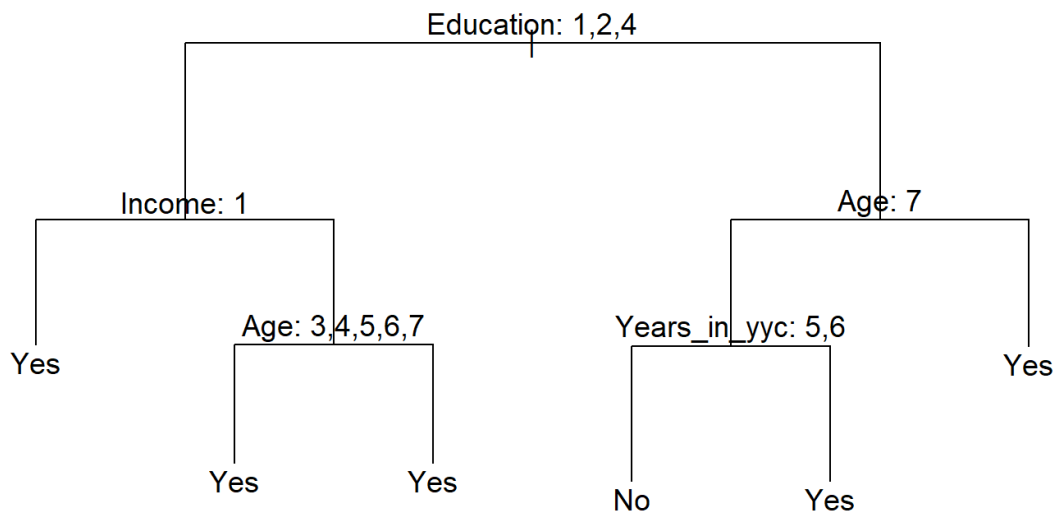 Education: 1,2,4
Income: 1
Age: 7
Age: 3,4,5,6,7
Years_in_yyc: 5,6
Yes
Yes
Yes
Yes
No
Yes